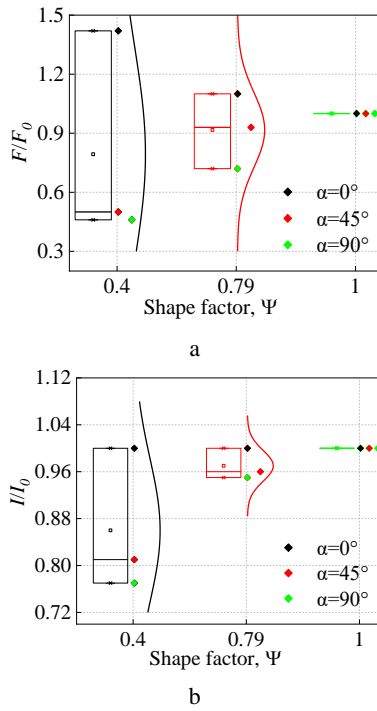 1.5
1.2
0.9
0.6
0.3
F/F0
α=0°
α=45°
α=90°
0.4 0.79 1
Shape factor, Ψ
a
1.12
1.04
0.96
0.88
0.80
0.72
I/I0
α=0°
α=45°
α=90°
0.4 0.79 1
Shape factor, Ψ
b